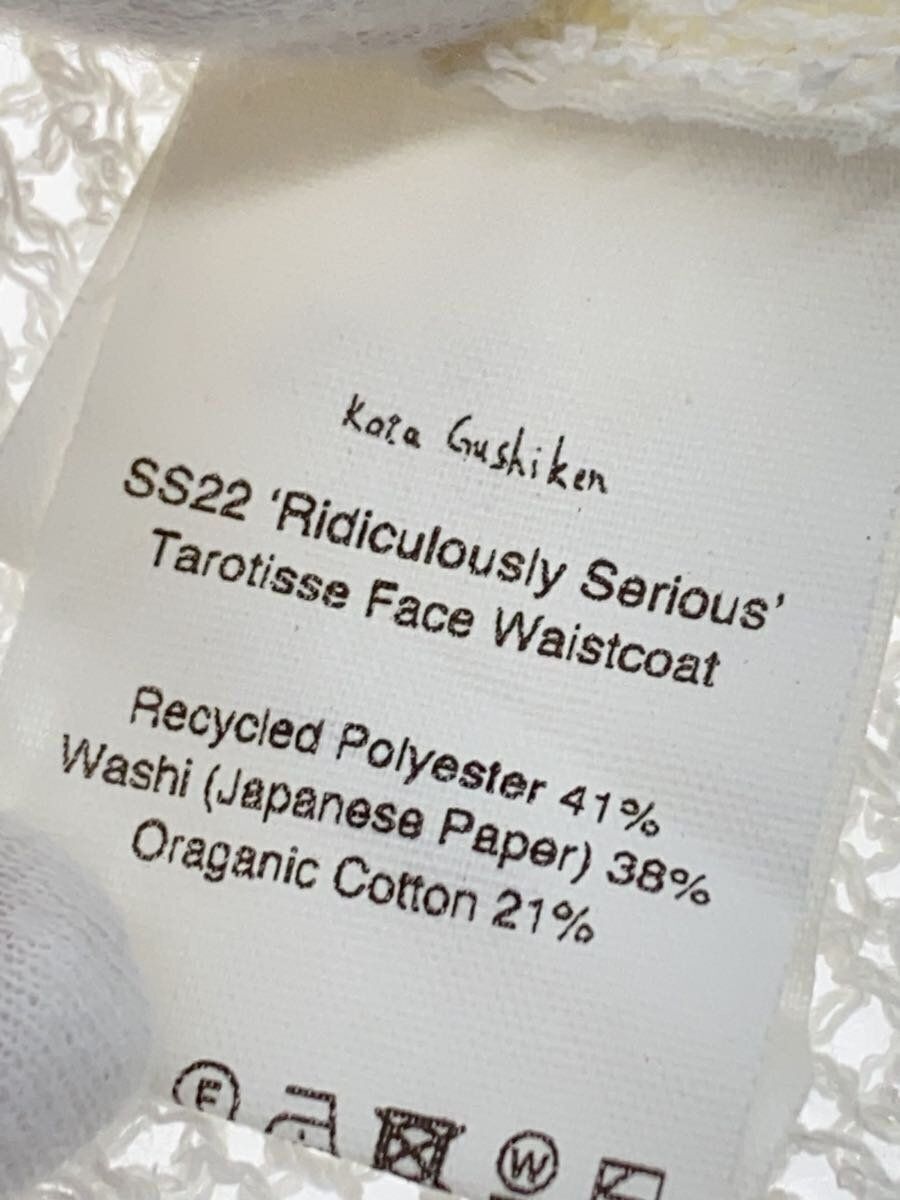 Kota Gushiken
SS22 ‘Ridiculously Serious’
Tarotisse Face Waistcoat
Recycled Polyester 41%
Washi (Japanese Paper) 38%
Oraganic Cotton 21%
F
W